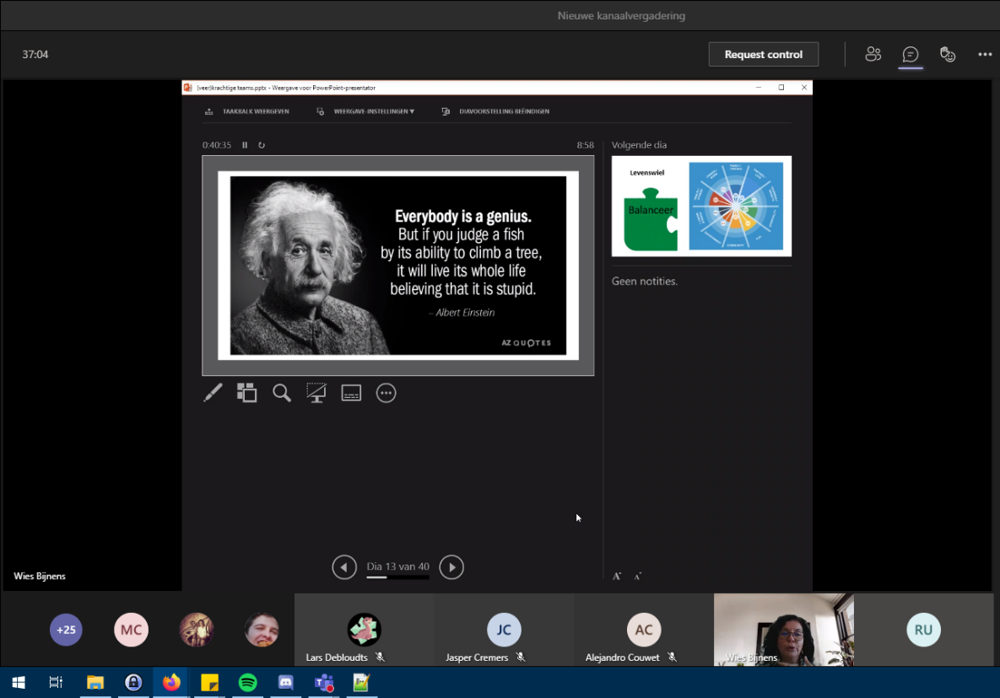 Nieuwe kanaalvergadering
37:04
Request control
(veer)krachtige teams.pptx - Weergave voor PowerPoint-presentator
TAAKBALK WEERGEVEN
WEERGAVE-INSTELLINGEN ▼
DIAVOORSTELLING BEËINDIGEN
0:40:35
8:58
Everybody is a genius.
But if you judge a fish
by its ability to climb a tree,
it will live its whole life
believing that it is stupid.
– Albert Einstein
AZ QUOTES
Volgende dia
Levenswiel
Balanceer
Geen notities.
Dia 13 van 40
A
A
Wies Bijnens
+25
MC
Lars Debloudts
JC
Jasper Cremers
AC
Alejandro Couwet
Wies Bijnens
RU